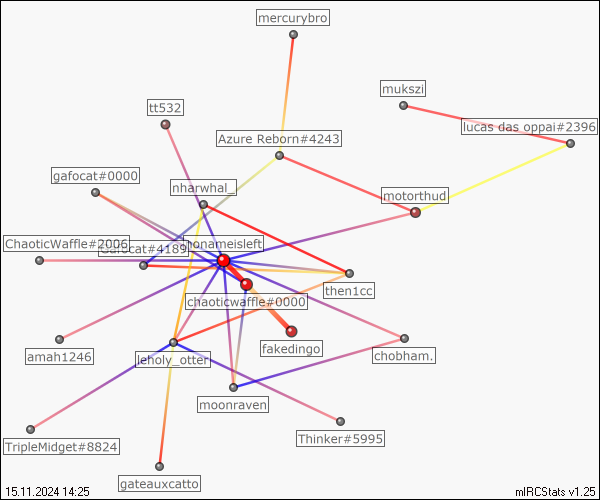 mercurybro
mukszi
tt532
lucas das oppai#2396
Azure Reborn#4243
gafocat#0000
nharwhal_
motorthud
nonameisleft
ChaoticWaffle#2006
Gafocat#4189
then1cc
chaoticwaffle#0000
fakedingo
amah1246
leholy_otter
chobham.
moonraven
TripleMidget#8824
Thinker#5995
gateauxcatto
15.11.2024 14:25
mIRCStats v1.25